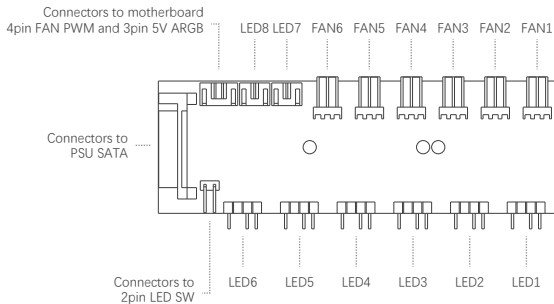 Connectors to motherboard
4pin FAN PWM and 3pin 5V ARGB
LED8 LED7 FAN6 FAN5 FAN4 FAN3 FAN2 FAN1
Connectors to
PSU SATA
LED6 LED5 LED4 LED3 LED2 LED1
Connectors to
2pin LED SW